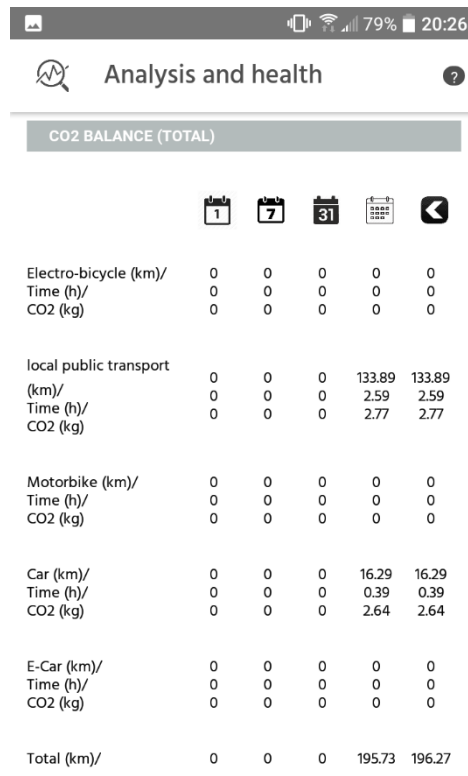 79% 20:26
Analysis and health ?
CO2 BALANCE (TOTAL)
1 7 31
Electro-bicycle (km)/ 0 0 0 0 0
Time (h)/ 0 0 0 0 0
CO2 (kg) 0 0 0 0 0
local public transport
(km)/ 0 0 0 133.89 133.89
Time (h)/ 0 0 0 2.59 2.59
CO2 (kg) 0 0 0 2.77 2.77
Motorbike (km)/ 0 0 0 0 0
Time (h)/ 0 0 0 0 0
CO2 (kg) 0 0 0 0 0
Car (km)/ 0 0 0 16.29 16.29
Time (h)/ 0 0 0 0.39 0.39
CO2 (kg) 0 0 0 2.64 2.64
E-Car (km)/ 0 0 0 0 0
Time (h)/ 0 0 0 0 0
CO2 (kg) 0 0 0 0 0
Total (km)/ 0 0 0 195.73 196.27